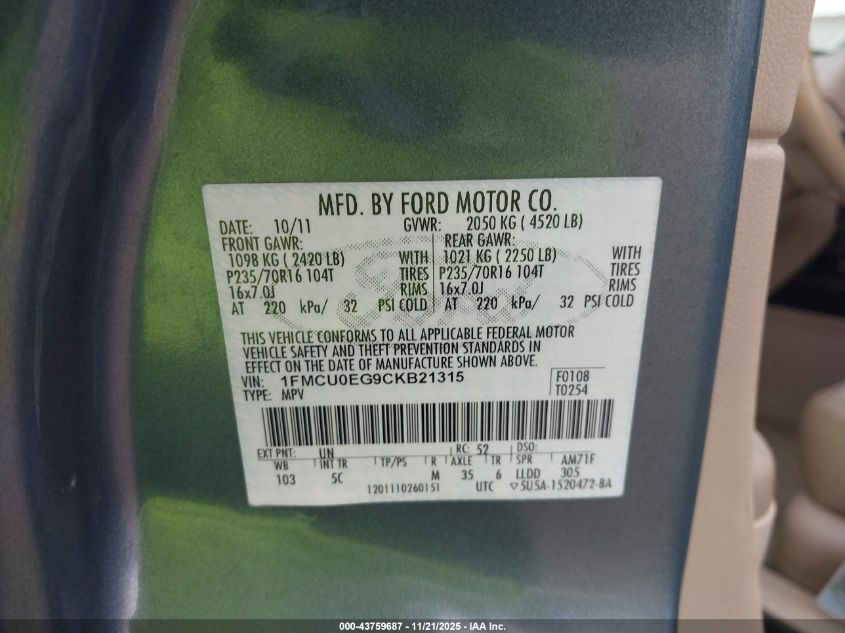 MFD. BY FORD MOTOR CO.
DATE: 10/11 GVWR: 2050 KG ( 4520 LB)
FRONT GAWR: REAR GAWR:
1098 KG ( 2420 LB) WITH 1021 KG ( 2250 LB) WITH
P235/70R16 104T TIRES P235/70R16 104T TIRES
16x7.0J RIMS 16x7.0J RIMS
AT 220 kPa/ 32 PSI COLD AT 220 kPa/ 32 PSI COLD
THIS VEHICLE CONFORMS TO ALL APPLICABLE FEDERAL MOTOR
VEHICLE SAFETY AND THEFT PREVENTION STANDARDS IN
EFFECT ON THE DATE OF MANUFACTURE SHOWN ABOVE.
VIN: 1FMCU0EG9CKB21315 F0108
TYPE: MPV T0254
EXT PNT: UN RC: 52 DSO:
WB INT TR TP/PS R AXLE TR SPR AM71F
103 5C M 35 6 LLDD 305
1201110260151 UTC ▽5U5A-1520472-BA
000-43759687 - 11/21/2025 - IAA Inc.